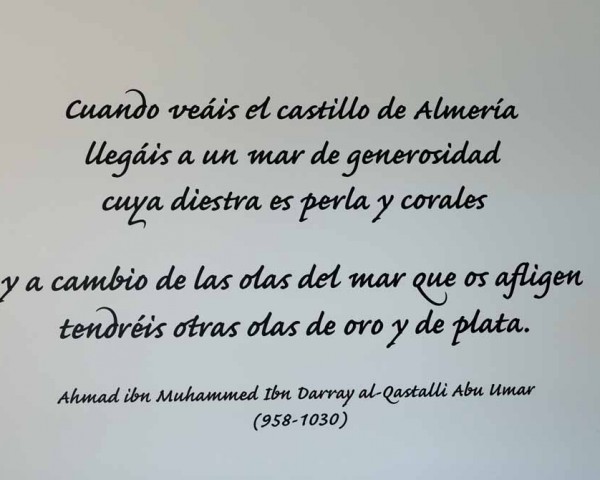 Cuando veáis el castillo de Almería
llegáis a un mar de generosidad
cuya diestra es perla y corales
y a cambio de las olas del mar que os afligen
tendréis otras olas de oro y de plata.
Ahmad ibn Muhammed Ibn Darray al-Qastalli Abu Umar
(958-1030)